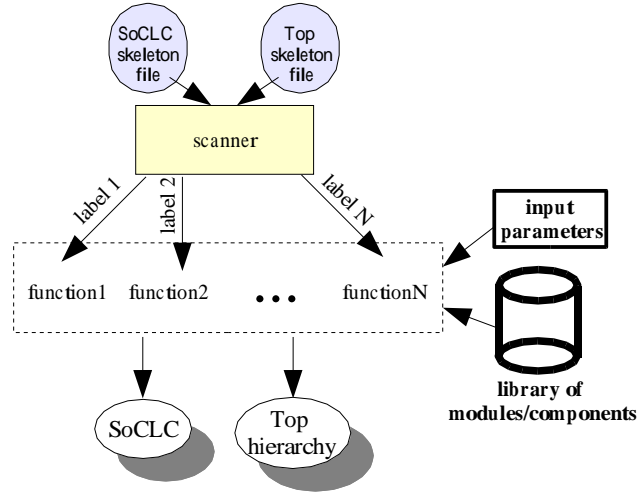 SoCLC
skeleton
file
Top
skeleton
file
scanner
label 1
label 2
label N
input
parameters
function1 function2 ... functionN
library of
modules/components
SoCLC
Top
hierarchy